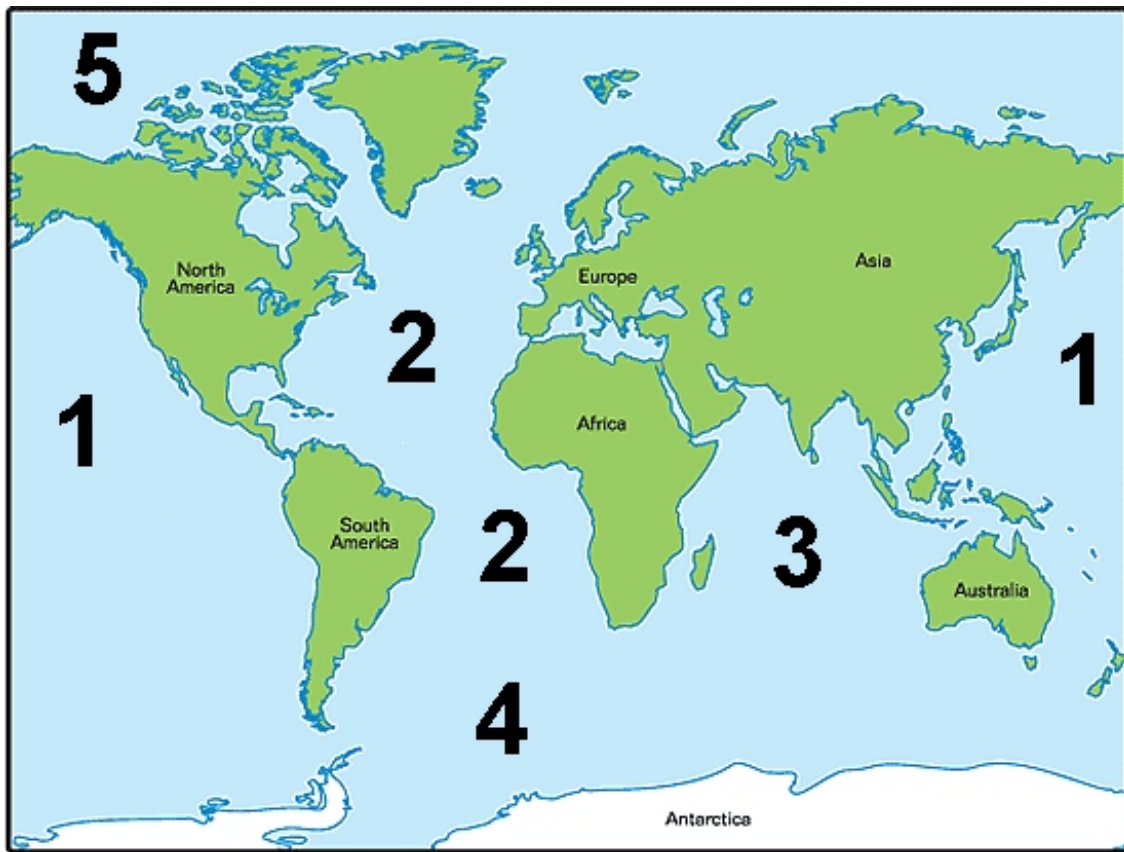 5
North
America
Europe
Asia
2
1
1
Africa
South
America
2
3
Australia
4
Antarctica